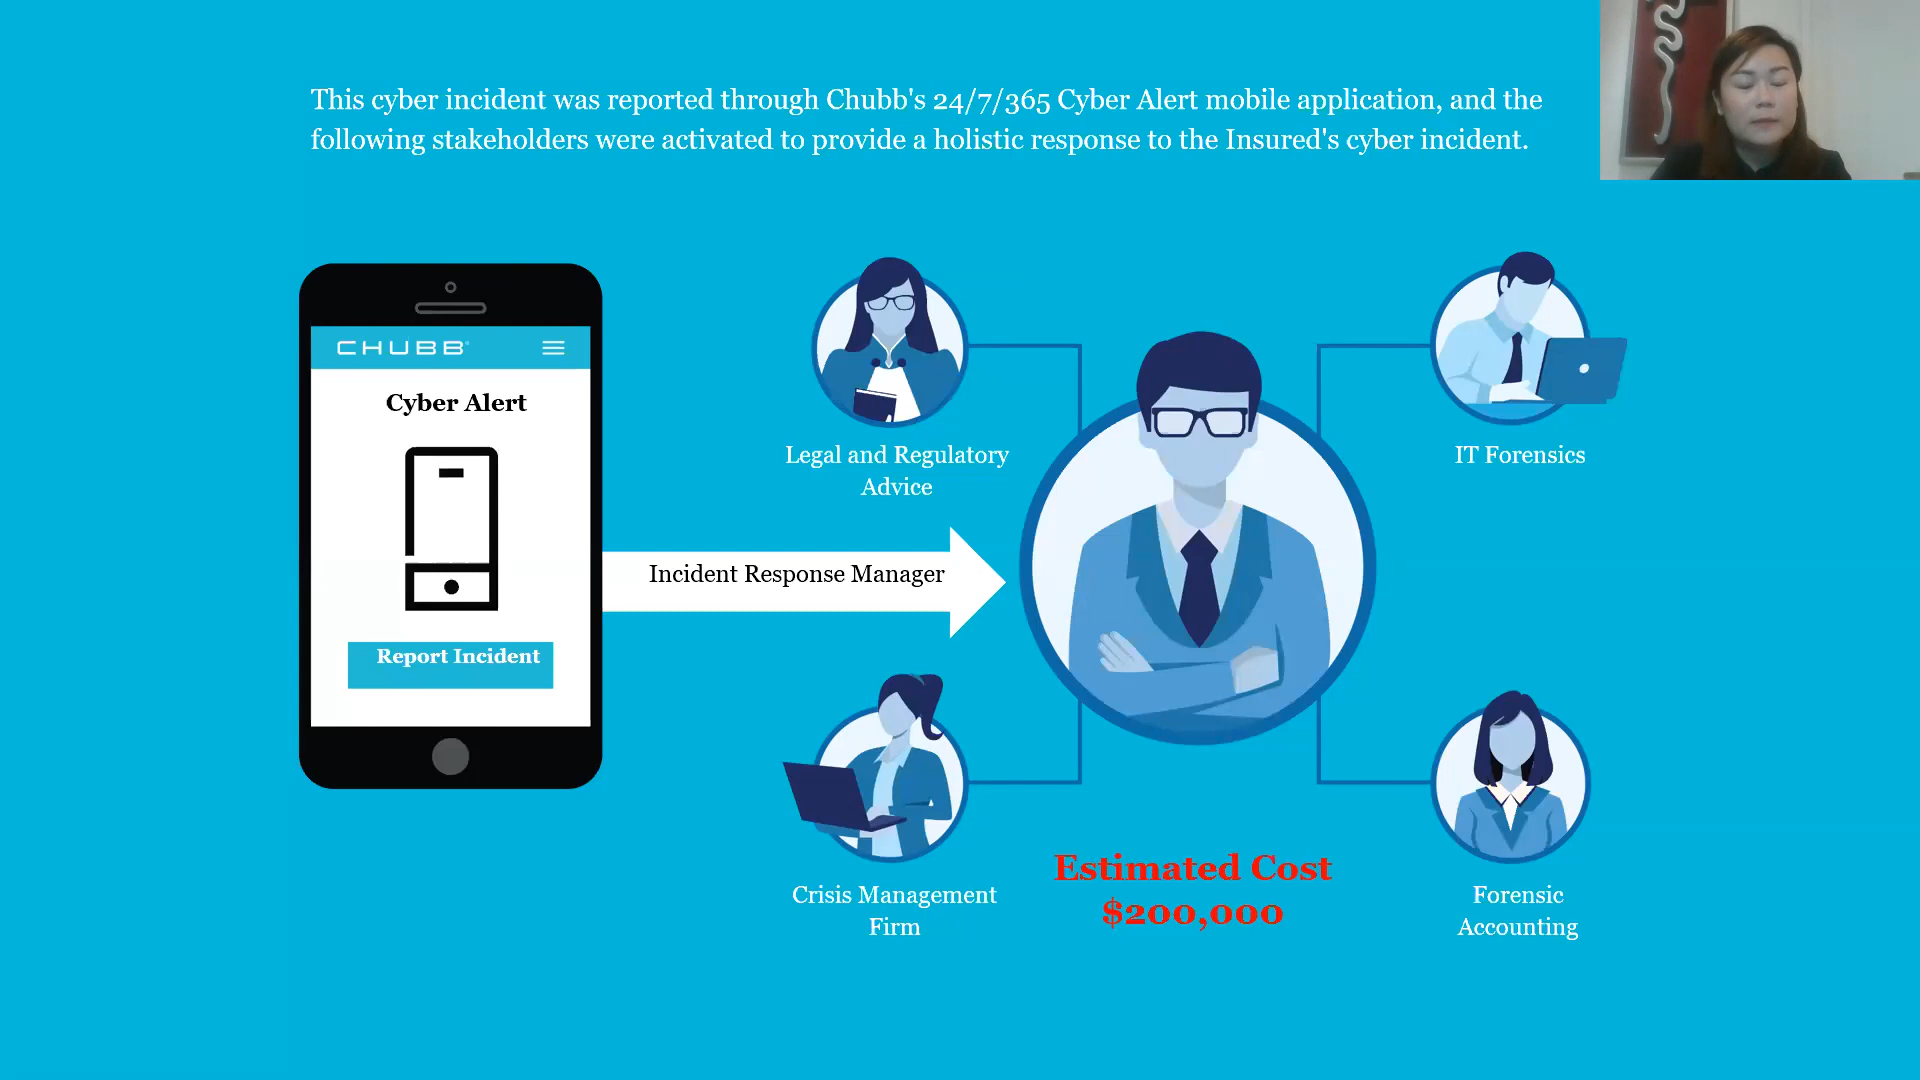 This cyber incident was reported through Chubb's 24/7/365 Cyber Alert mobile application, and the
following stakeholders were activated to provide a holistic response to the Insured's cyber incident.
CHUBB®
Cyber Alert
Report Incident
Incident Response Manager
Legal and Regulatory
Advice
IT Forensics
Crisis Management
Firm
Estimated Cost
$200,000
Forensic
Accounting